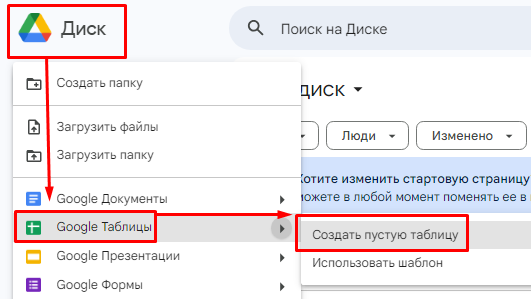 Диск
Поиск на Диске
Создать папку
диск
Загрузить файлы
Люди
Изменено
Загрузить папку
Хотите изменить стартовую страницу
можете в любой момент поменять ее в
Google Документы
Google Таблицы
Создать пустую таблицу
Google Презентации
Использовать шаблон
Google Формы